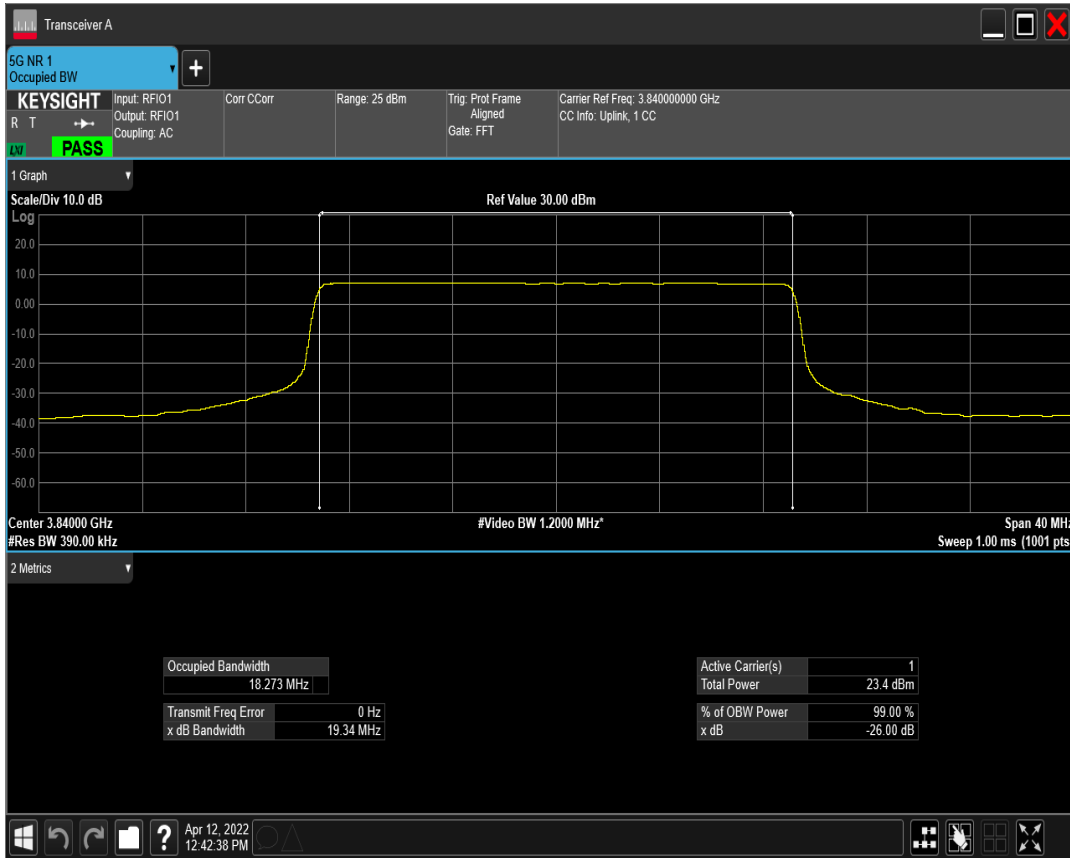 Transceiver A
5G NR 1
Occupied BW
KEYSIGHT
R T
LXI
PASS
Input: RFIO1
Output: RFIO1
Coupling: AC
Corr CCorr
Range: 25 dBm
Trig: Prot Frame
Aligned
Gate: FFT
Carrier Ref Freq: 3.840000000 GHz
CC Info: Uplink, 1 CC
1 Graph
Scale/Div 10.0 dB
Ref Value 30.00 dBm
Log
20.0
10.0
0.00
-10.0
-20.0
-30.0
-40.0
-50.0
-60.0
Center 3.84000 GHz
#Video BW 1.2000 MHz*
Span 40 MHz
#Res BW 390.00 kHz
Sweep 1.00 ms (1001 pts
2 Metrics
Occupied Bandwidth
18.273 MHz
Transmit Freq Error 0 Hz
x dB Bandwidth 19.34 MHz
Active Carrier(s) 1
Total Power 23.4 dBm
% of OBW Power 99.00 %
x dB -26.00 dB
?
Apr 12, 2022
12:42:38 PM